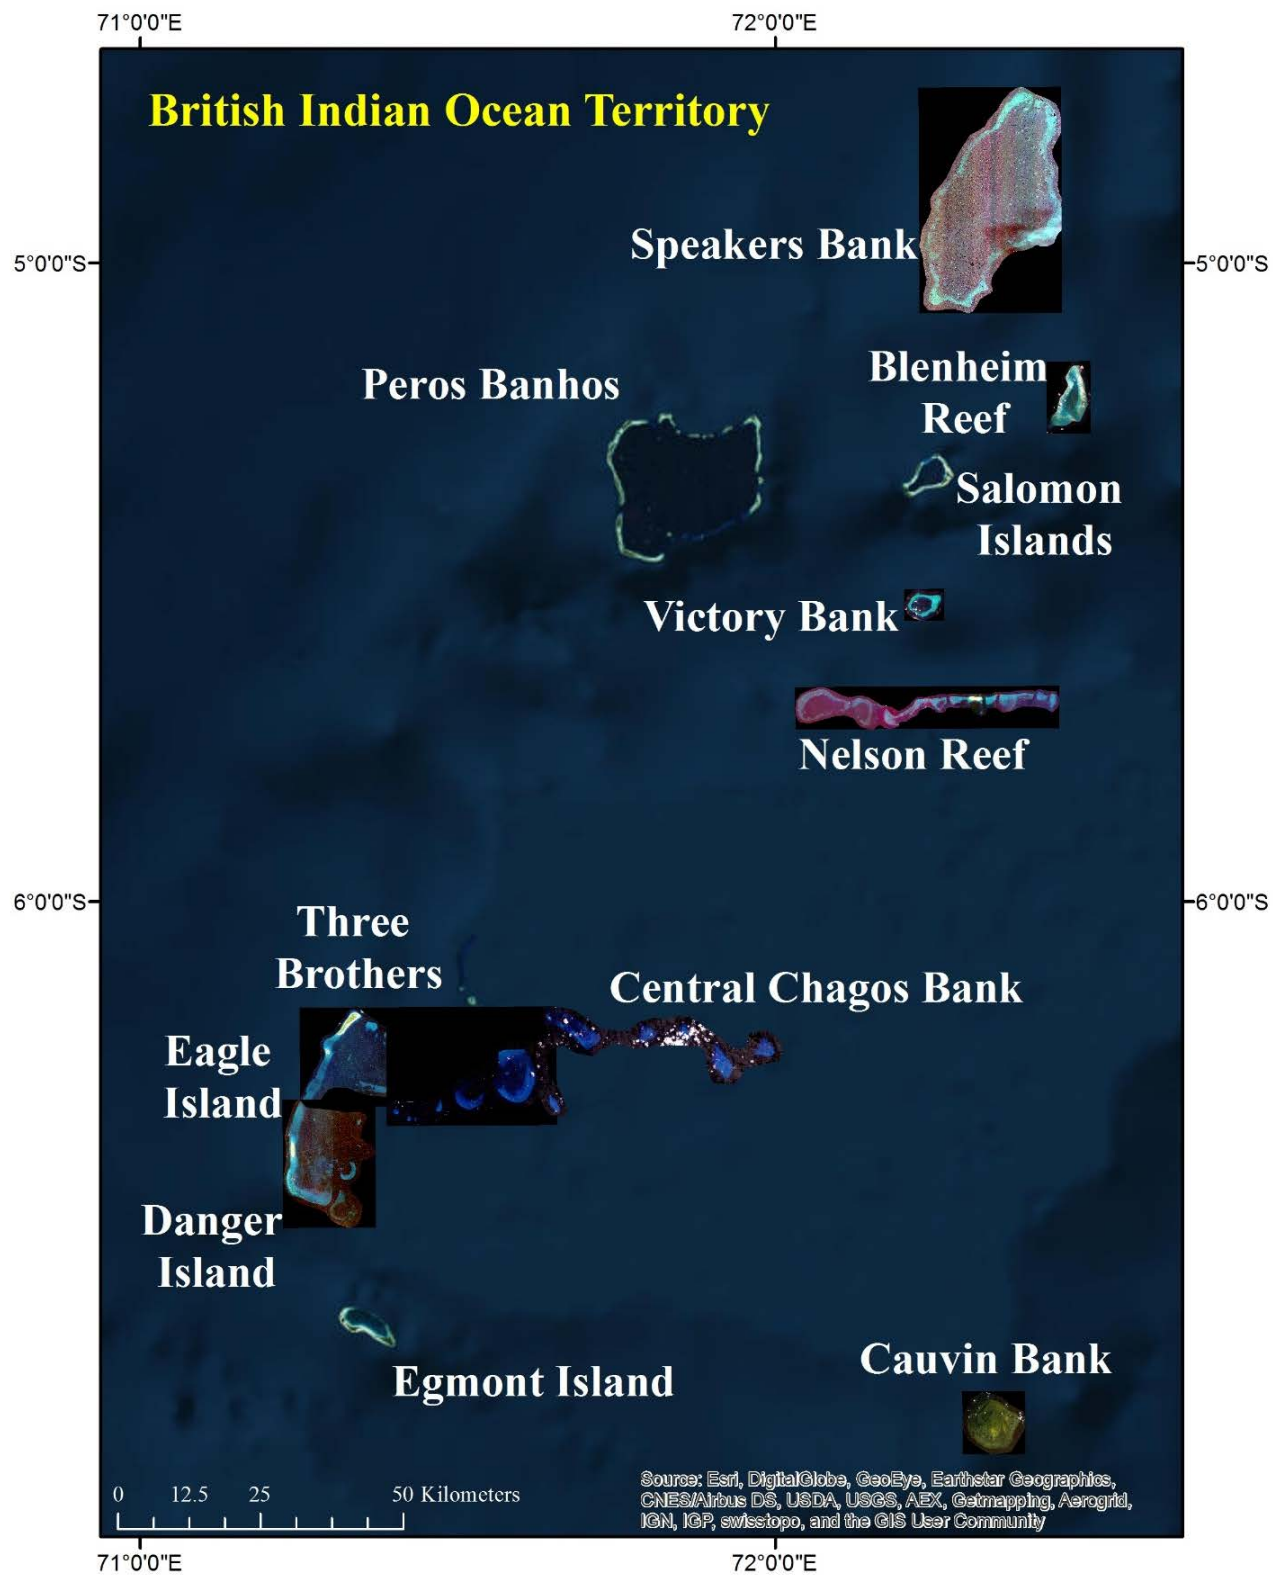 71°0'0"E
72°0'0"E
British Indian Ocean Territory
Speakers Bank
5°0'0"S
5°0'0"S
Blenheim
Reef
Peros Banhos
Salomon
Islands
Victory Bank
Nelson Reef
6°0'0"S
6°0'0"S
Three
Brothers
Central Chagos Bank
Eagle
Island
Danger
Island
Egmont Island
Cauvin Bank
0 12.5 25 50 Kilometers
Source: Esri, DigitalGlobe, GeoEye, Earthstar Geographics,
CNES/Airbus DS, USDA, USGS, AEX, Getmapping, Aerogrid,
IGN, IGP, swisstopo, and the GIS User Community
71°0'0"E
72°0'0"E